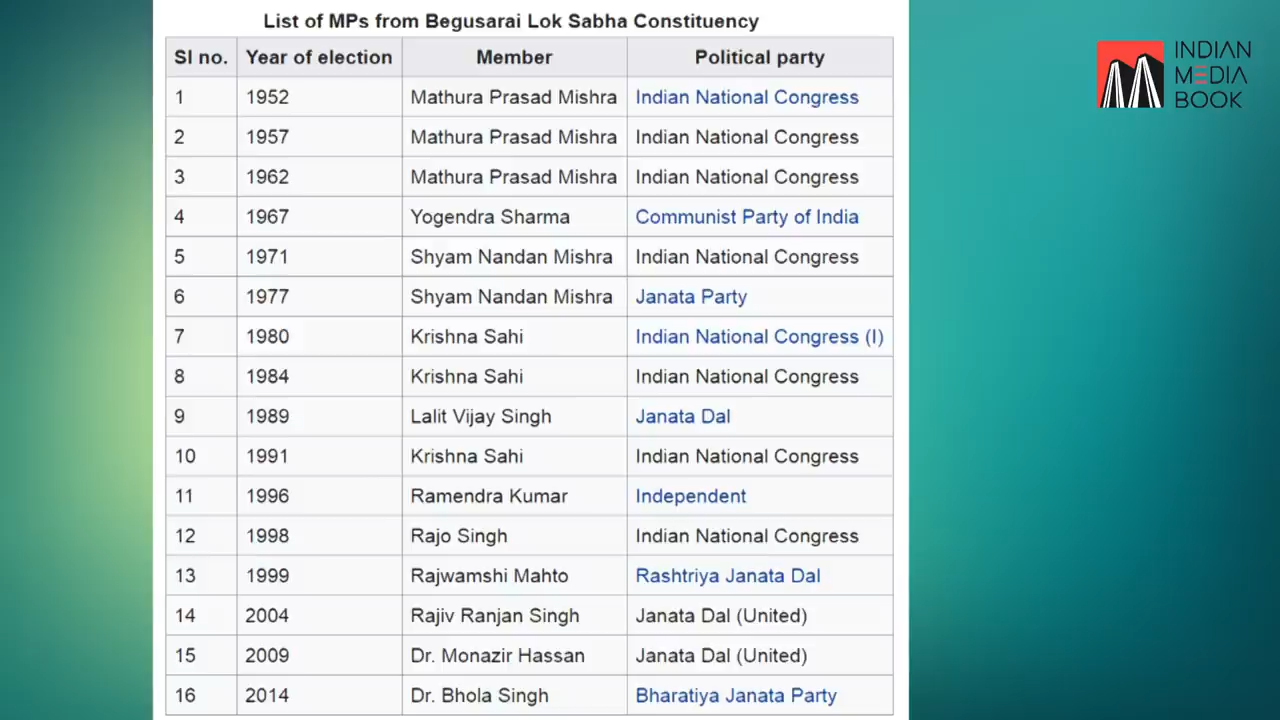 List of MPs from Begusarai Lok Sabha Constituency
Sl no. Year of election Member Political party
1 1952 Mathura Prasad Mishra Indian National Congress
2 1957 Mathura Prasad Mishra Indian National Congress
3 1962 Mathura Prasad Mishra Indian National Congress
4 1967 Yogendra Sharma Communist Party of India
5 1971 Shyam Nandan Mishra Indian National Congress
6 1977 Shyam Nandan Mishra Janata Party
7 1980 Krishna Sahi Indian National Congress (I)
8 1984 Krishna Sahi Indian National Congress
9 1989 Lalit Vijay Singh Janata Dal
10 1991 Krishna Sahi Indian National Congress
11 1996 Ramendra Kumar Independent
12 1998 Rajo Singh Indian National Congress
13 1999 Rajwamshi Mahto Rashtriya Janata Dal
14 2004 Rajiv Ranjan Singh Janata Dal (United)
15 2009 Dr. Monazir Hassan Janata Dal (United)
16 2014 Dr. Bhola Singh Bharatiya Janata Party
INDIAN
MEDIA
BOOK